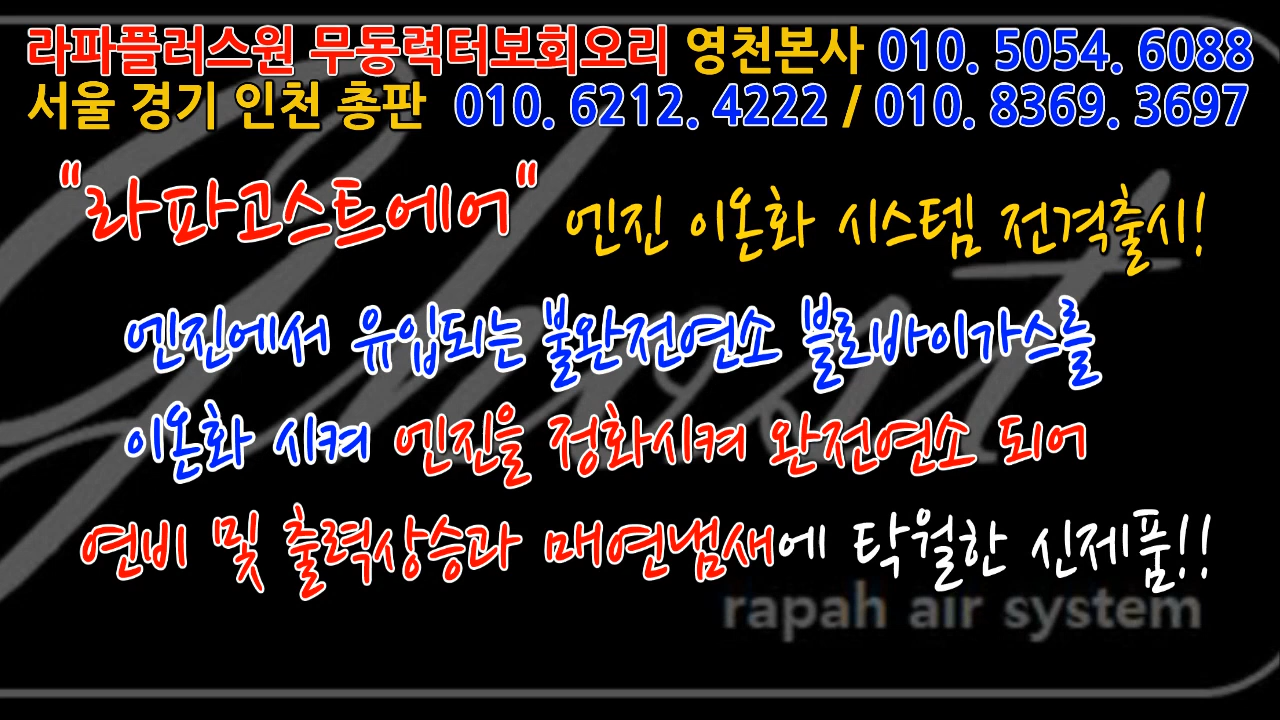 라파플러스원 무동력터보회오리 영천본사 010. 5054. 6088
서울 경기 인천 총판 010. 6212. 4222 / 010. 8369. 3697
"라파고스트에어" 엔진 이온화 시스템 전격출시!
엔진에서 유입되는 불완전연소 블로바이가스를
이온화 시켜 엔진을 정화시켜 완전연소 되어
연비 및 출력상승과 매연냄새에 탁월한 신제품!!
Ghost
rapah air system